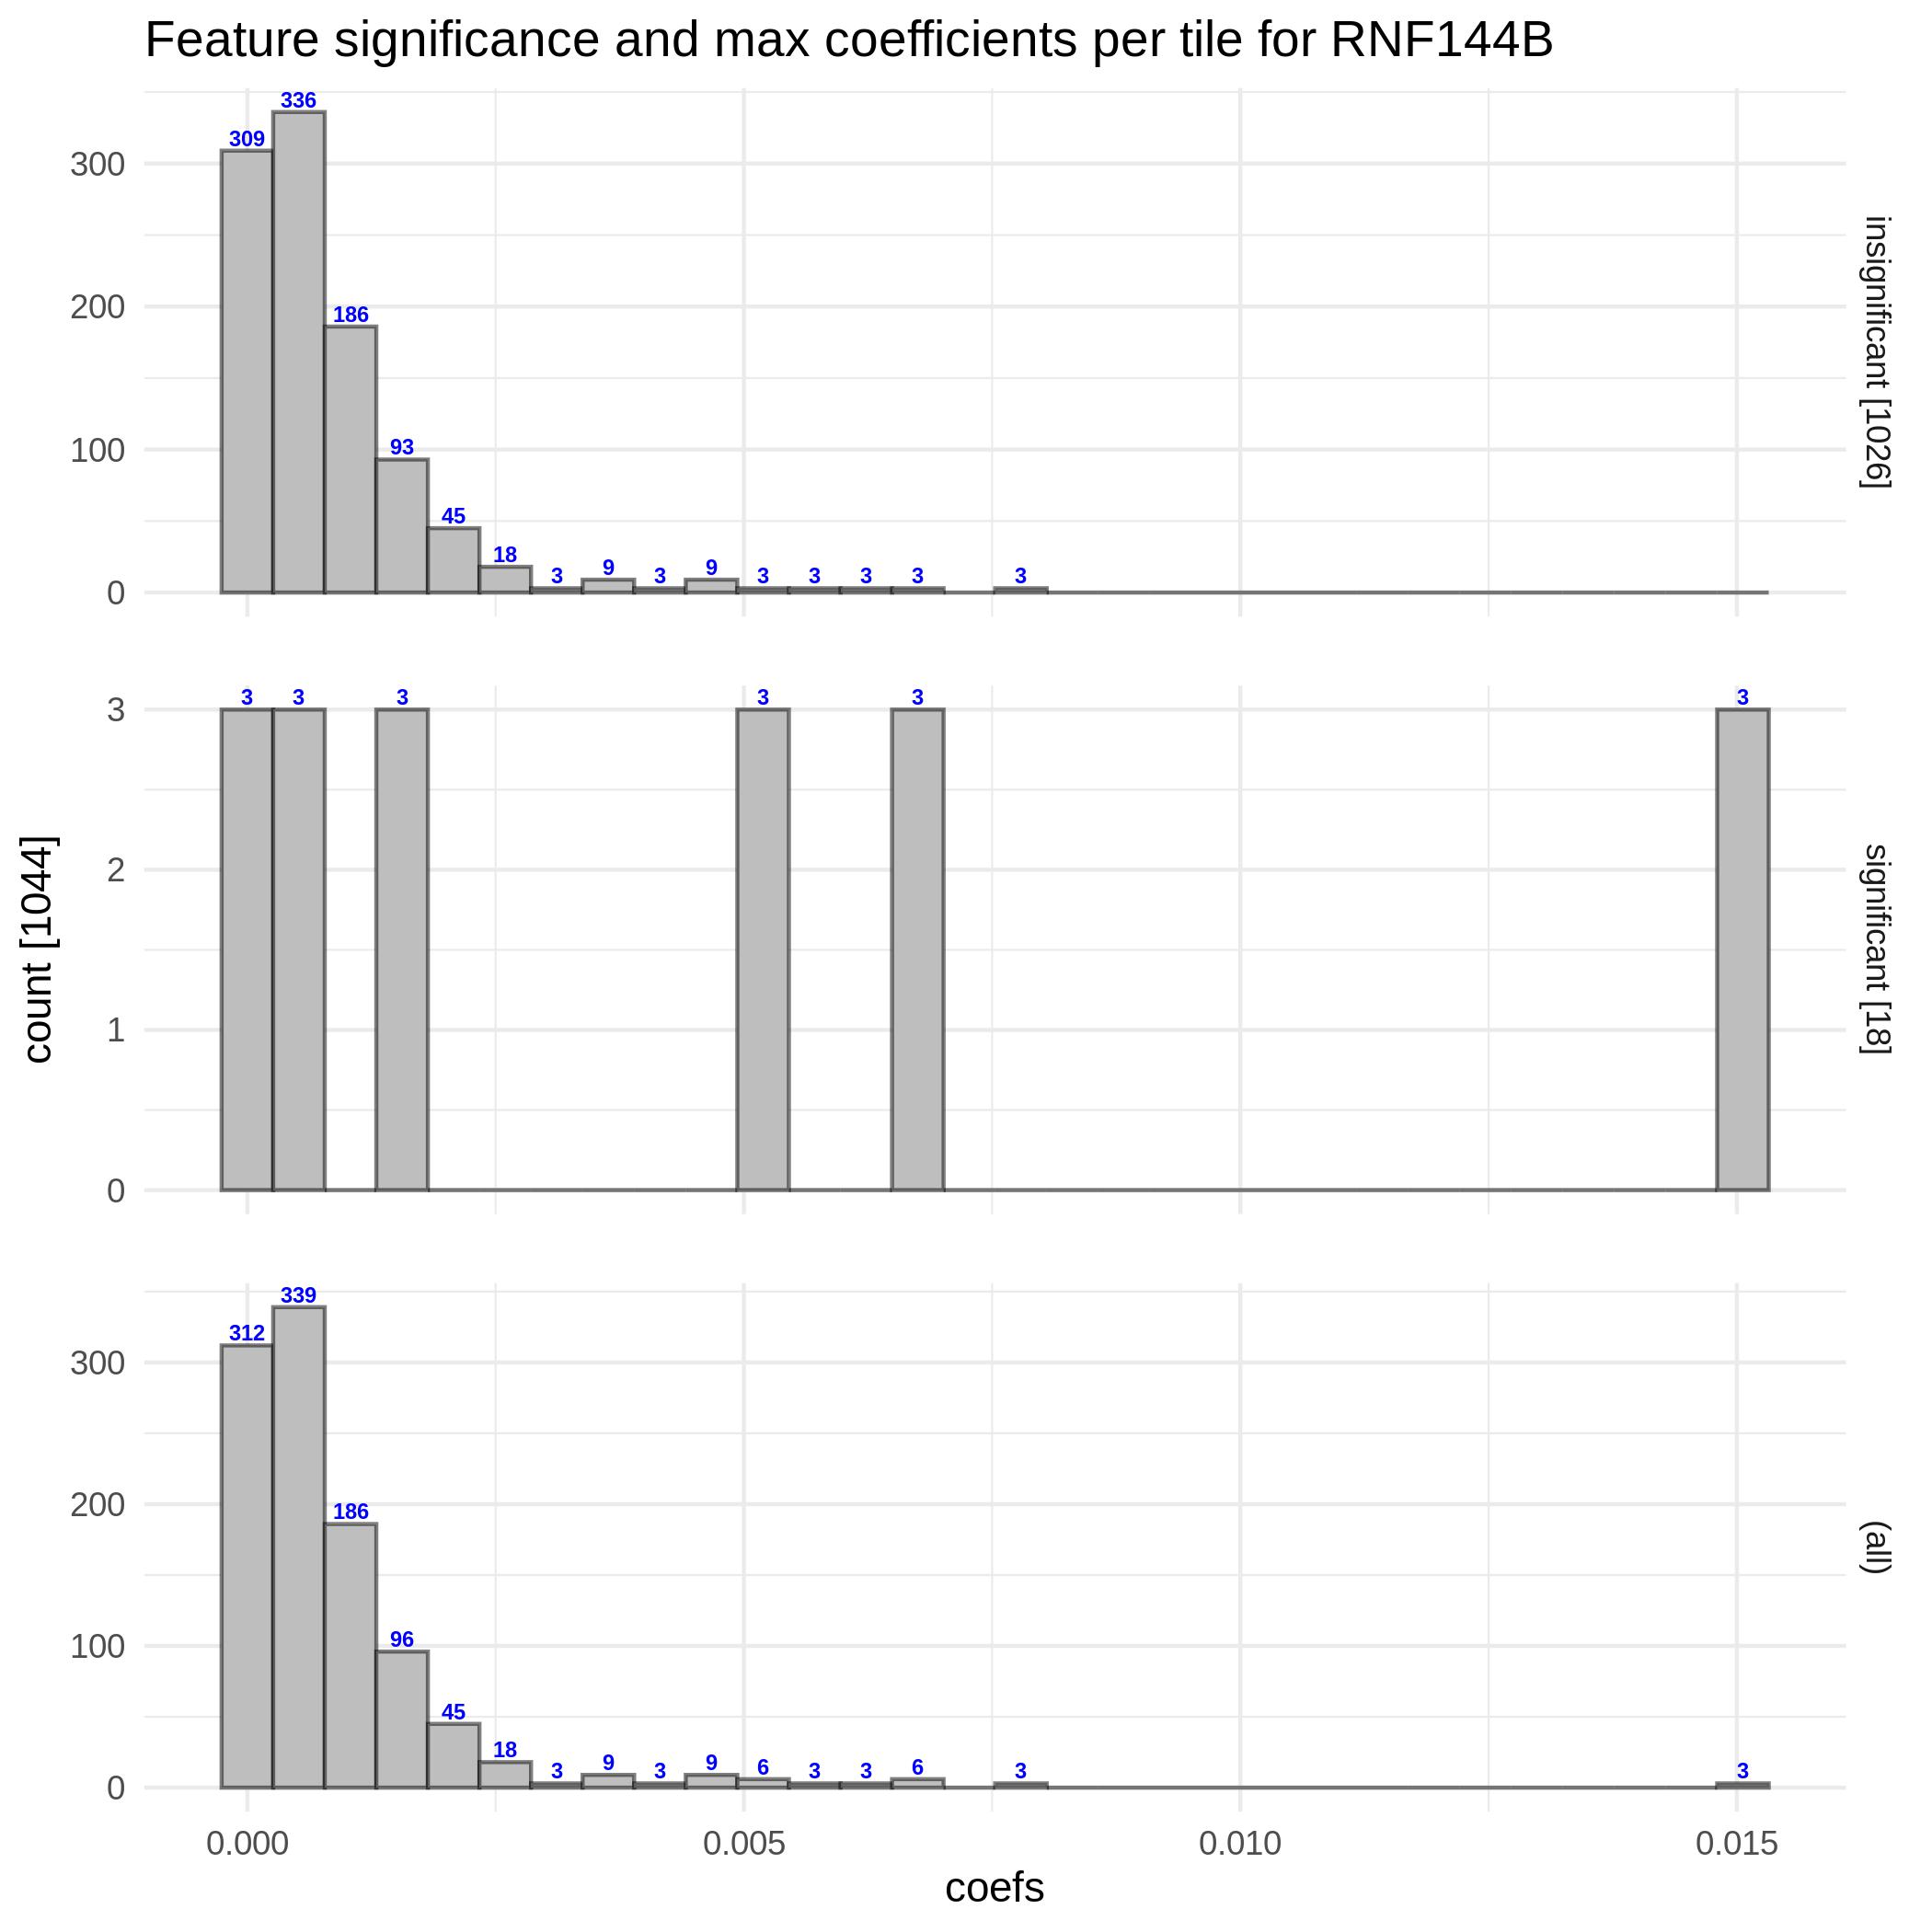 Feature significance and max coefficients per tile for RNF144B
336
309
300
186
200
93
100
45
18
3 9 3 9 3 3 3 3 3
0
insignificant [1026]
3 3 3 3 3 3
3
2
1
0
significant [18]
count [1044]
339
312
300
186
200
96
100
45
18
3 9 3 9 6 3 3 6 3 3
0
(all)
0.000 0.005 0.010 0.015
coefs